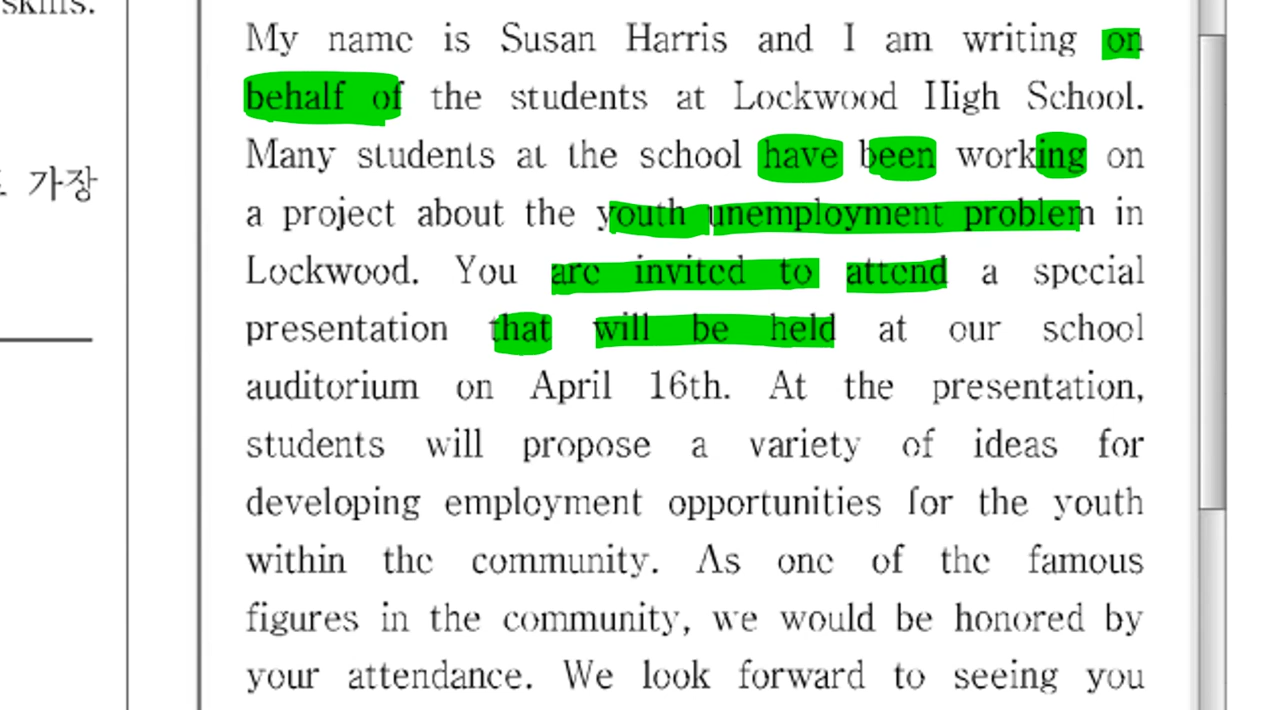 skills.
가장
My name is Susan Harris and I am writing on
behalf of the students at Lockwood High School.
Many students at the school have been working on
a project about the youth unemployment problem in
Lockwood. You are invited to attend a special
presentation that will be held at our school
auditorium on April 16th. At the presentation,
students will propose a variety of ideas for
developing employment opportunities for the youth
within the community. As one of the famous
figures in the community, we would be honored by
your attendance. We look forward to seeing you